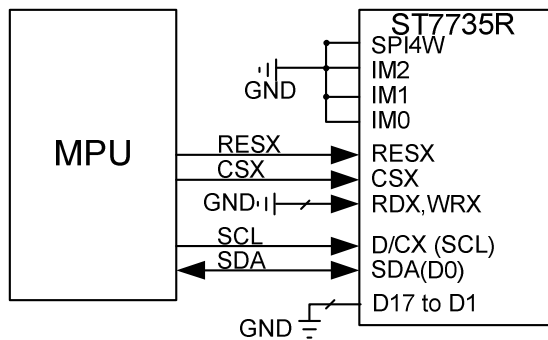 ST7735R
SPI4W
IM2
GND
IM1
IM0
MPU
RESX
RESX
CSX
CSX
GND
RDX,WRX
SCL
D/CX (SCL)
SDA
SDA(D0)
D17 to D1
GND